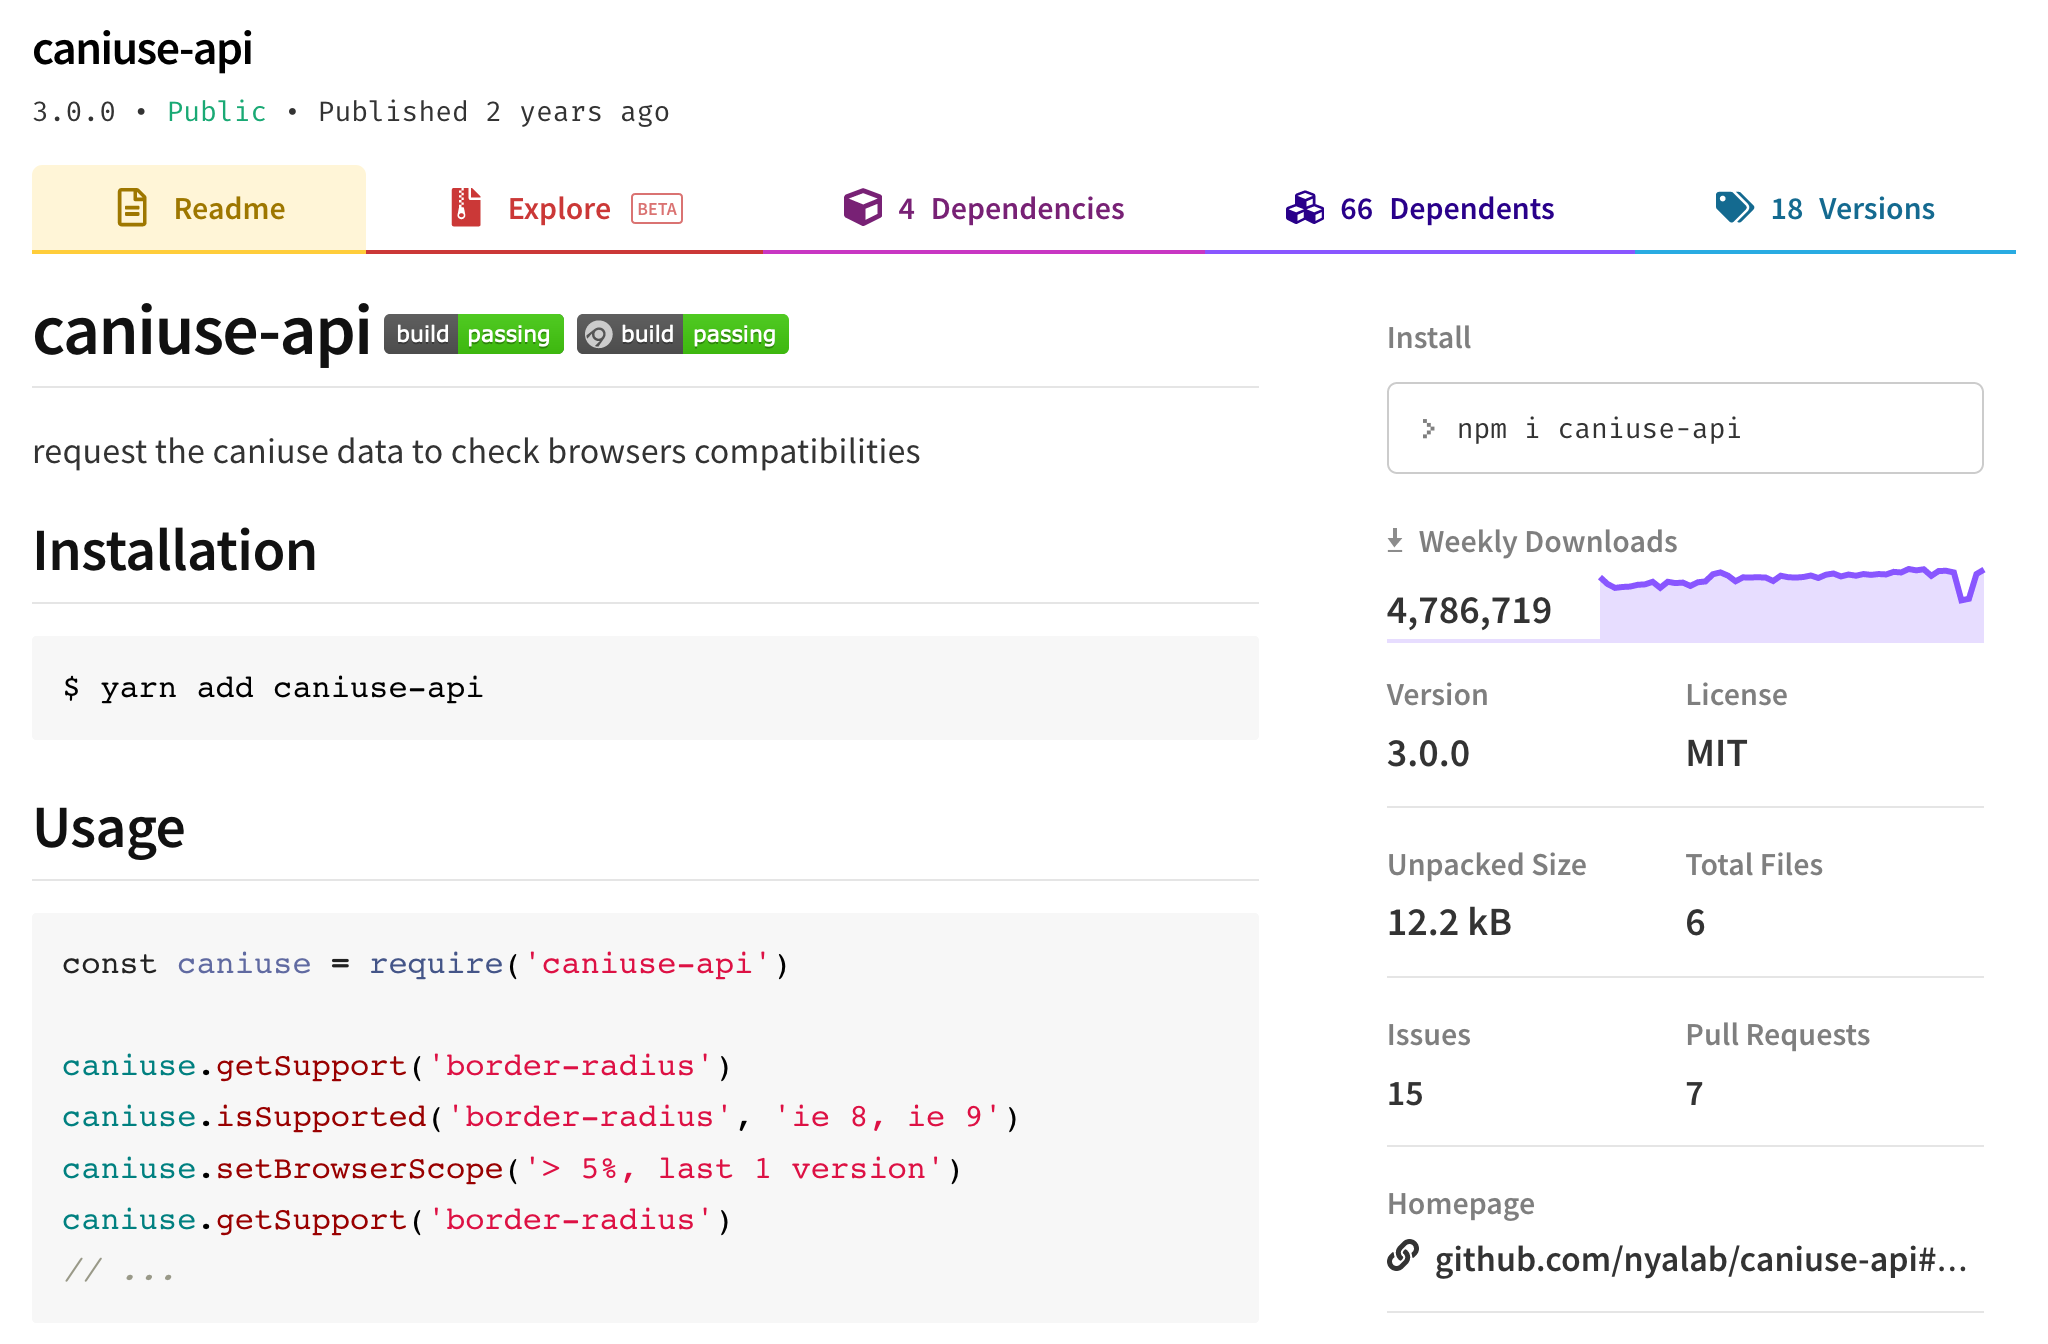 caniuse-api
3.0.0 • Public • Published 2 years ago
Readme
Explore BETA
4 Dependencies
66 Dependents
18 Versions
caniuse-api build passing build passing
request the caniuse data to check browsers compatibilities
Installation
$ yarn add caniuse-api
Usage
const caniuse = require('caniuse-api')
caniuse.getSupport('border-radius')
caniuse.isSupported('border-radius', 'ie 8, ie 9')
caniuse.setBrowserScope('> 5%, last 1 version')
caniuse.getSupport('border-radius')
// ...
Install
> npm i caniuse-api
Weekly Downloads
4,786,719
Version
3.0.0
License
MIT
Unpacked Size
12.2 kB
Total Files
6
Issues
15
Pull Requests
7
Homepage
github.com/nyalab/caniuse-api#...